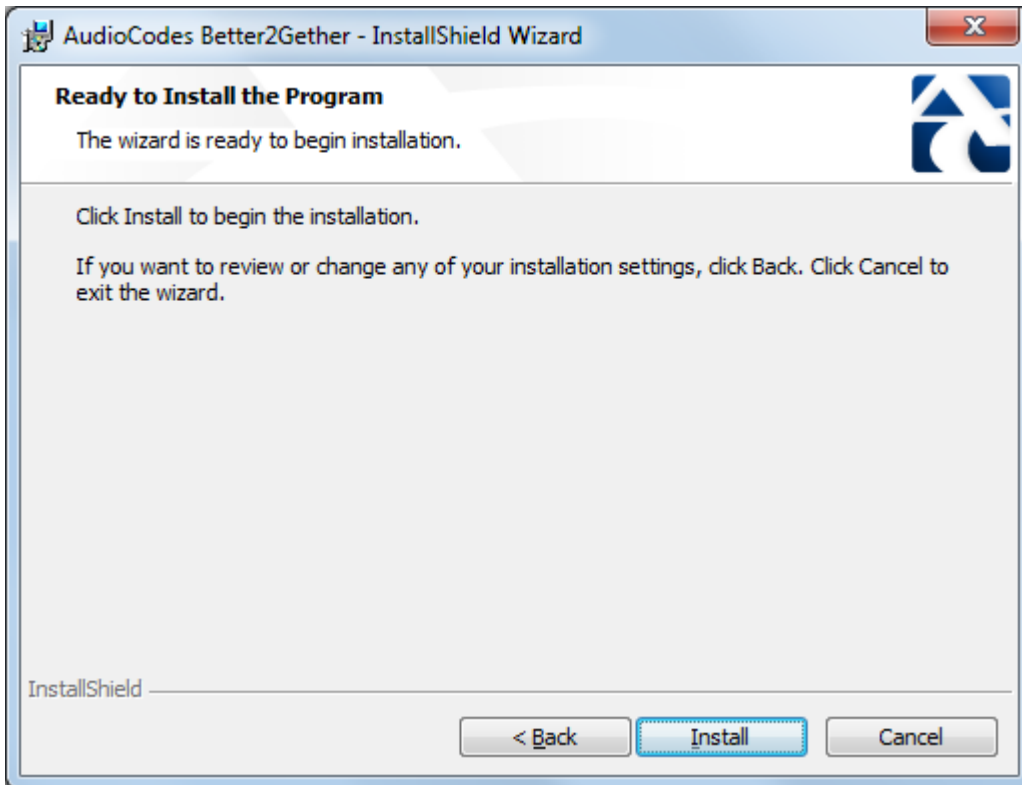 AudioCodes Better2Gether - InstallShield Wizard
Ready to Install the Program
The wizard is ready to begin installation.
Click Install to begin the installation.
If you want to review or change any of your installation settings, click Back. Click Cancel to
exit the wizard.
InstallShield
< Back
Install
Cancel